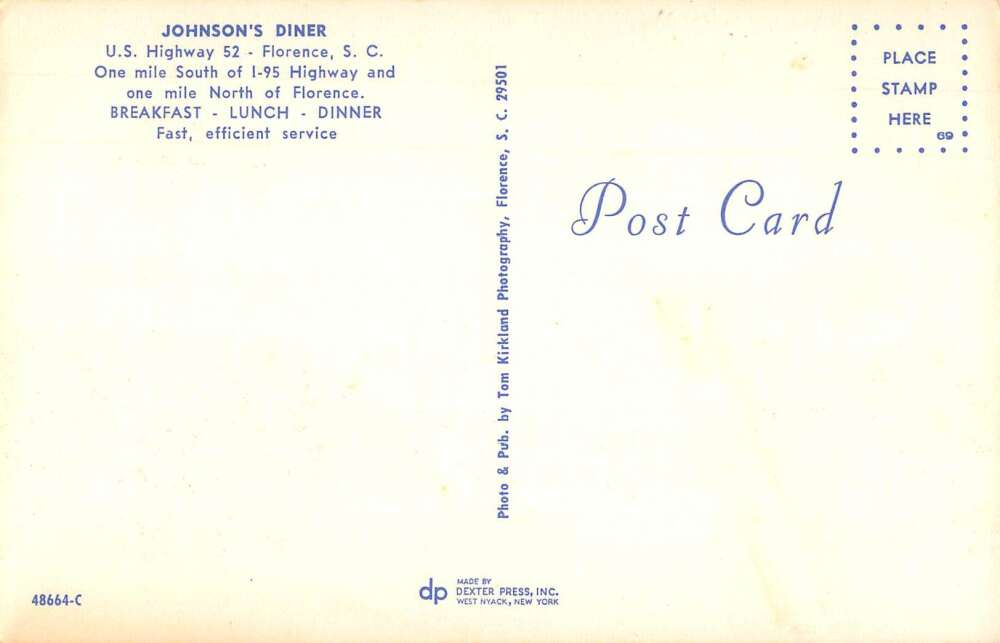 JOHNSON'S DINER
U.S. Highway 52 - Florence, S. C.
One mile South of I-95 Highway and
one mile North of Florence.
BREAKFAST - LUNCH - DINNER
Fast, efficient service
48664-C
Photo & Pub. by Tom Kirkland Photography, Florence, S. C. 29501
dp
MADE BY
DEXTER PRESS, INC.
WEST NYACK, NEW YORK
PLACE
STAMP
HERE
69
Post Card